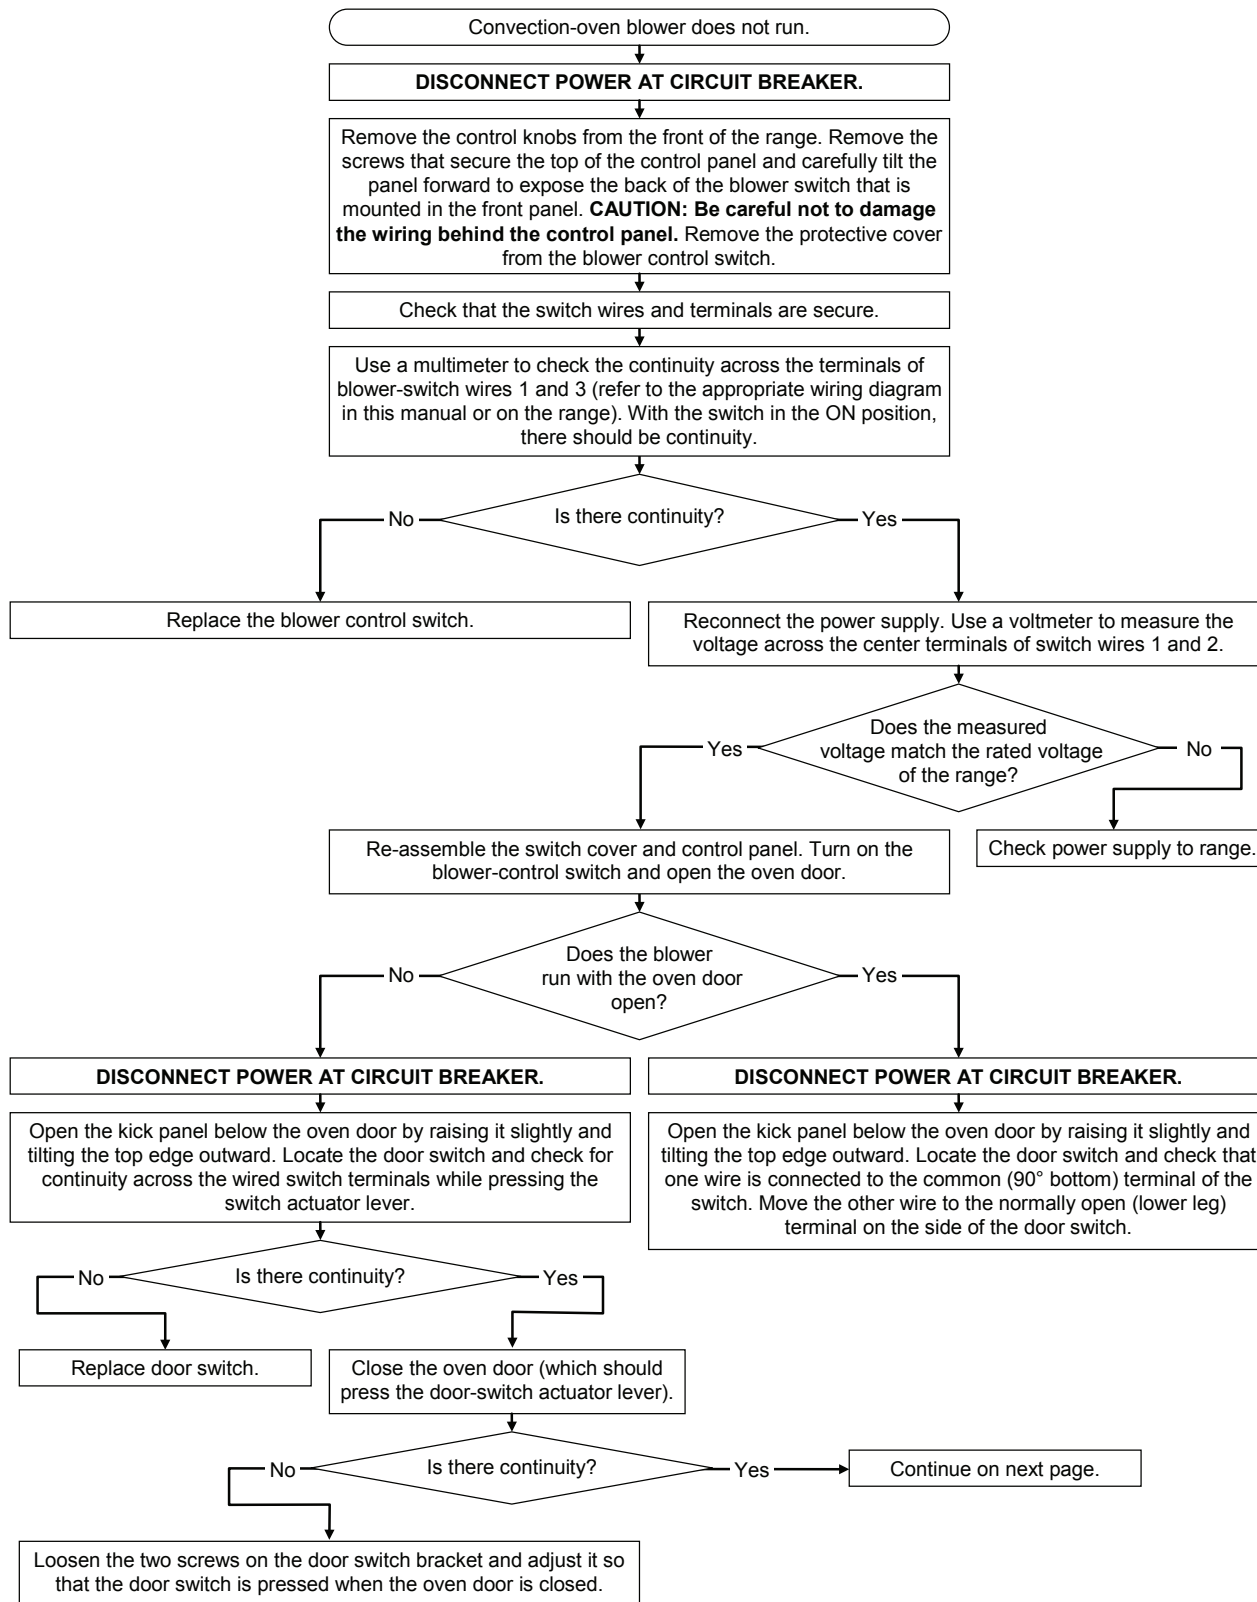 Convection-oven blower does not run.
DISCONNECT POWER AT CIRCUIT BREAKER.
Remove the control knobs from the front of the range. Remove the
screws that secure the top of the control panel and carefully tilt the
panel forward to expose the back of the blower switch that is
mounted in the front panel. CAUTION: Be careful not to damage
the wiring behind the control panel. Remove the protective cover
from the blower control switch.
Check that the switch wires and terminals are secure.
Use a multimeter to check the continuity across the terminals of
blower-switch wires 1 and 3 (refer to the appropriate wiring diagram
in this manual or on the range). With the switch in the ON position,
there should be continuity.
Is there continuity?
No
Yes
Replace the blower control switch.
Reconnect the power supply. Use a voltmeter to measure the
voltage across the center terminals of switch wires 1 and 2.
Does the measured
voltage match the rated voltage
of the range?
Yes
No
Re-assemble the switch cover and control panel. Turn on the
blower-control switch and open the oven door.
Check power supply to range.
Does the blower
run with the oven door
open?
No
Yes
DISCONNECT POWER AT CIRCUIT BREAKER.
DISCONNECT POWER AT CIRCUIT BREAKER.
Open the kick panel below the oven door by raising it slightly and
tilting the top edge outward. Locate the door switch and check for
continuity across the wired switch terminals while pressing the
switch actuator lever.
Open the kick panel below the oven door by raising it slightly and
tilting the top edge outward. Locate the door switch and check that
one wire is connected to the common (90° bottom) terminal of the
switch. Move the other wire to the normally open (lower leg)
terminal on the side of the door switch.
Is there continuity?
No
Yes
Replace door switch.
Close the oven door (which should
press the door-switch actuator lever).
Is there continuity?
No
Yes
Continue on next page.
Loosen the two screws on the door switch bracket and adjust it so
that the door switch is pressed when the oven door is closed.